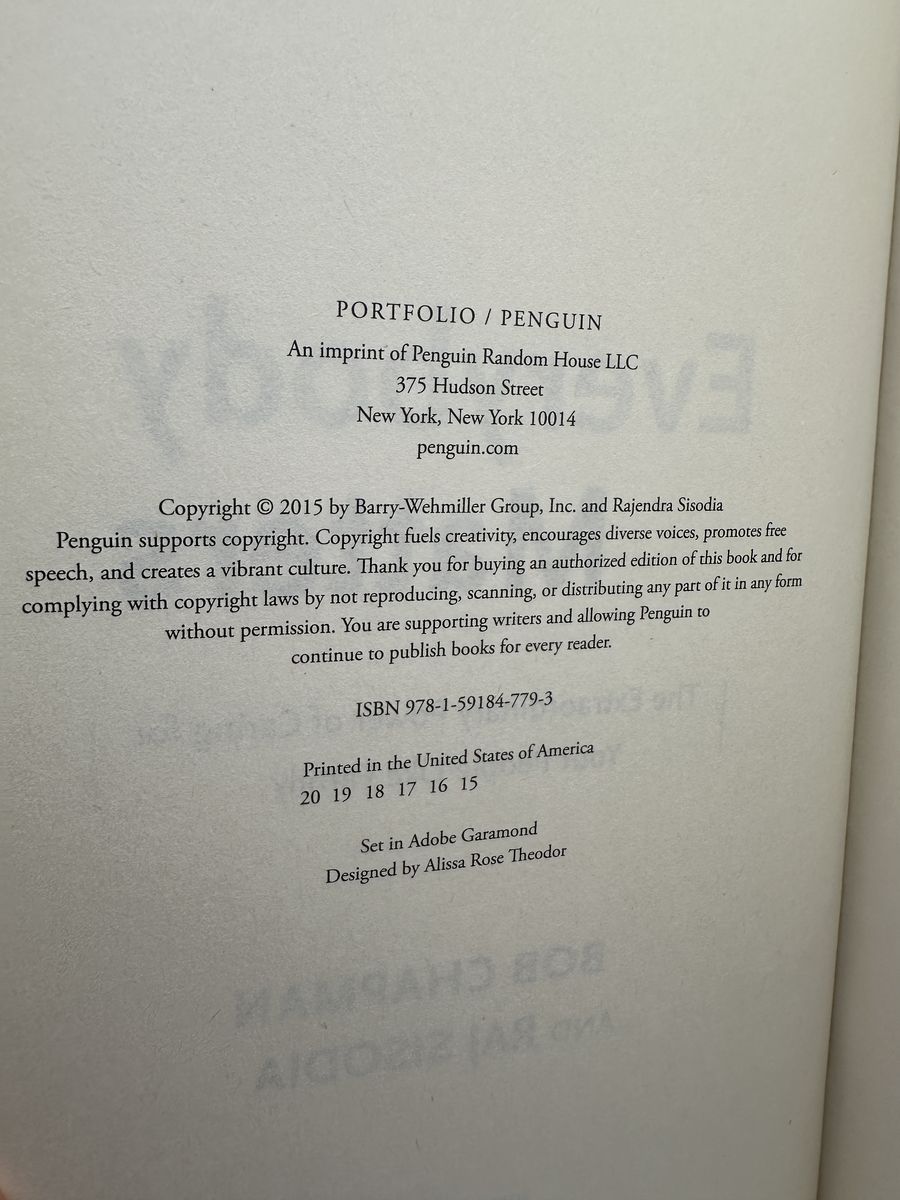 PORTFOLIO / PENGUIN
An imprint of Penguin Random House LLC
375 Hudson Street
New York, New York 10014
penguin.com
Copyright © 2015 by Barry-Wehmiller Group, Inc. and Rajendra Sisodia
Penguin supports copyright. Copyright fuels creativity, encourages diverse voices, promotes free
speech, and creates a vibrant culture. Thank you for buying an authorized edition of this book and for
complying with copyright laws by not reproducing, scanning, or distributing any part of it in any form
without permission. You are supporting writers and allowing Penguin to
continue to publish books for every reader.
ISBN 978-1-59184-779-3
Printed in the United States of America
20 19 18 17 16 15
Set in Adobe Garamond
Designed by Alissa Rose Theodor
BOB CHAPMAN
AND RAJ SISODIA